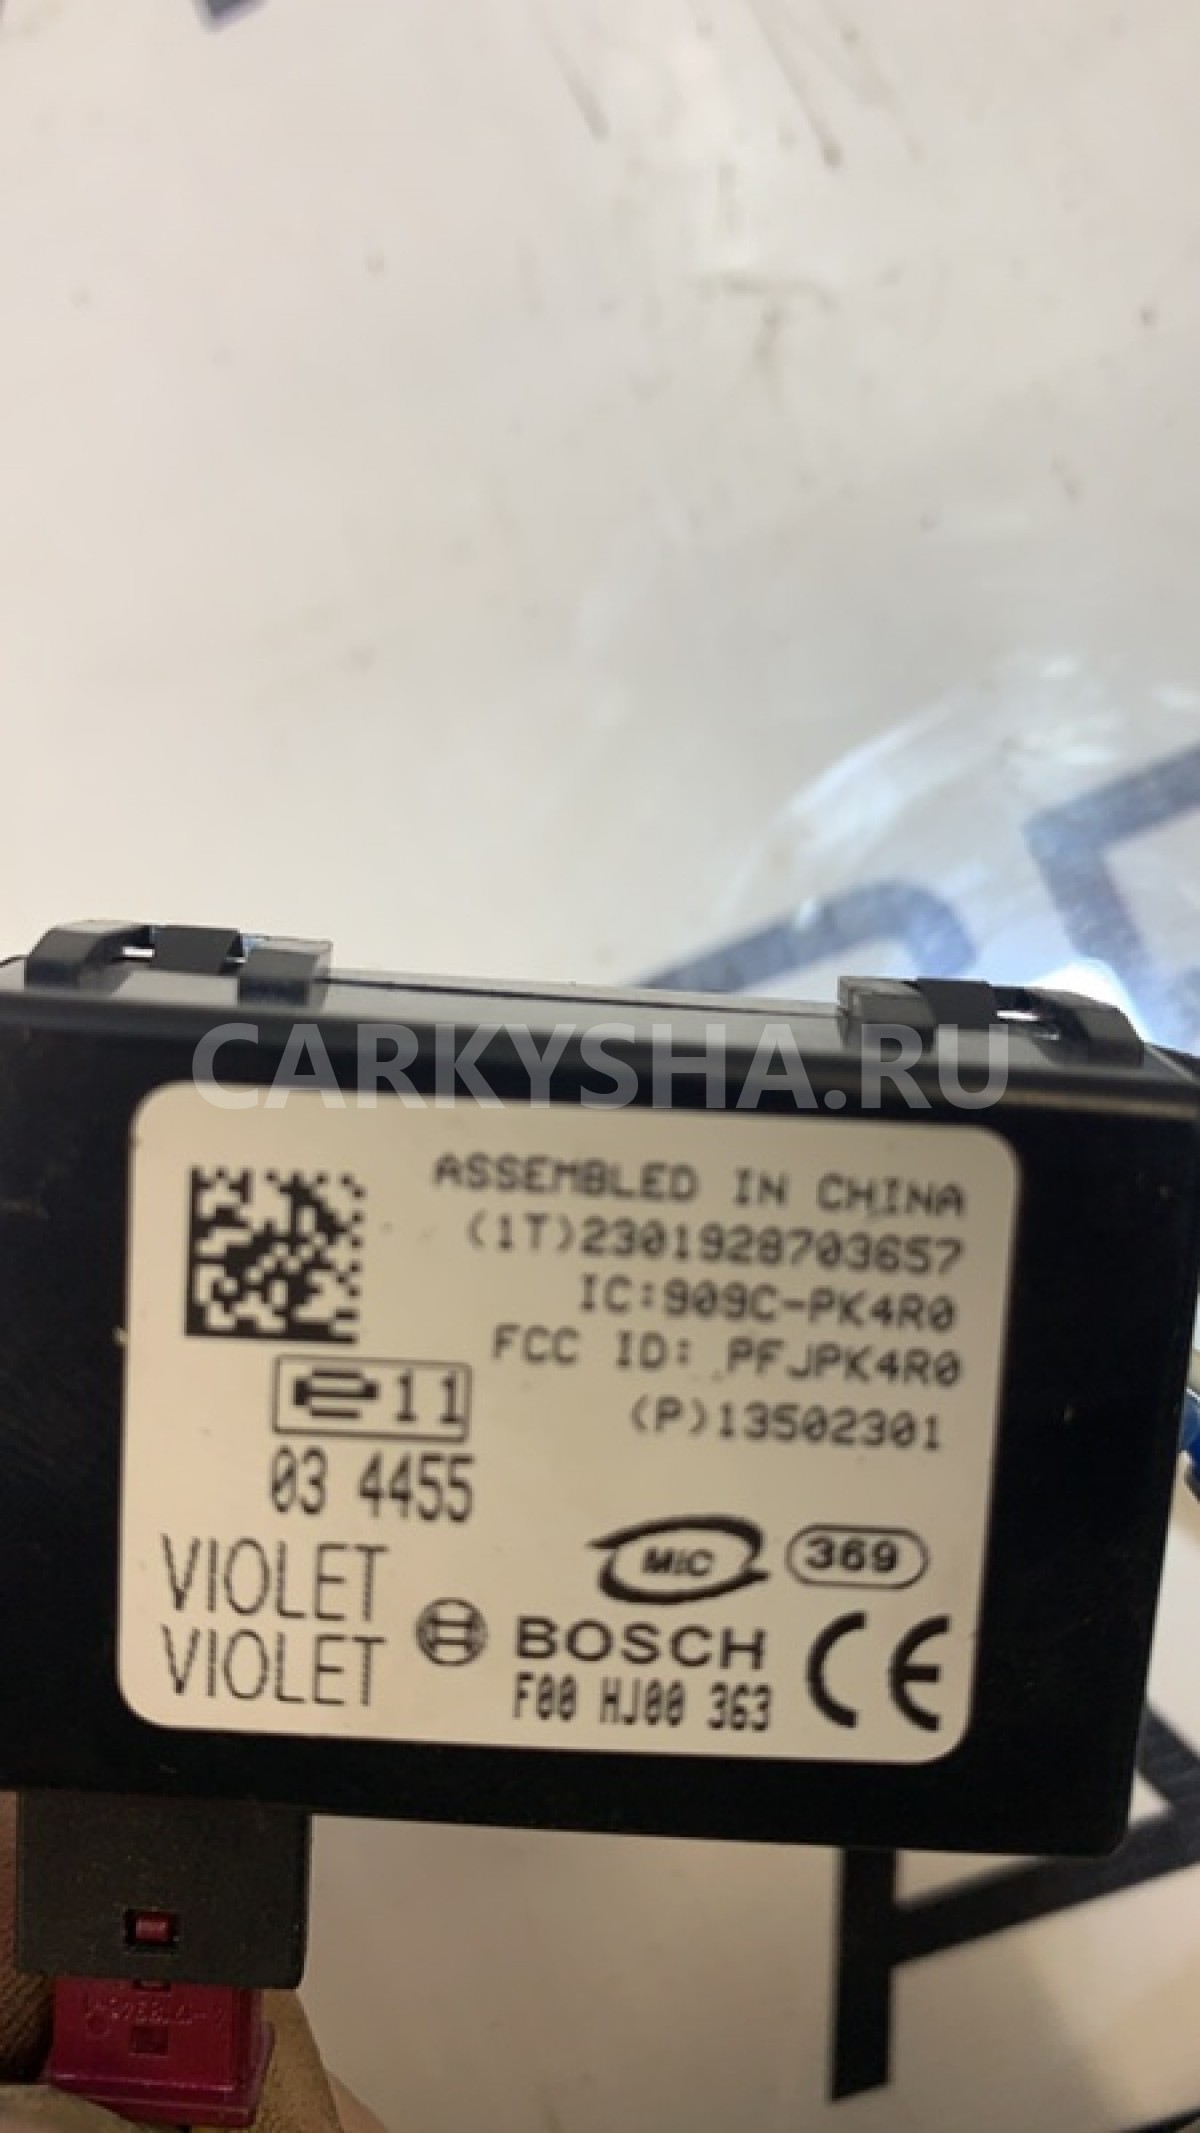 CARKYSHA.RU
ASSEMBLED IN CHINA
(1T)2301928703657
IC:909C-PK4R0
FCC ID: PFJPK4R0
(P)13502301
e11
03 4455
VIOLET
VIOLET
MIC 369
BOSCH
F00 HJ00 363
CE